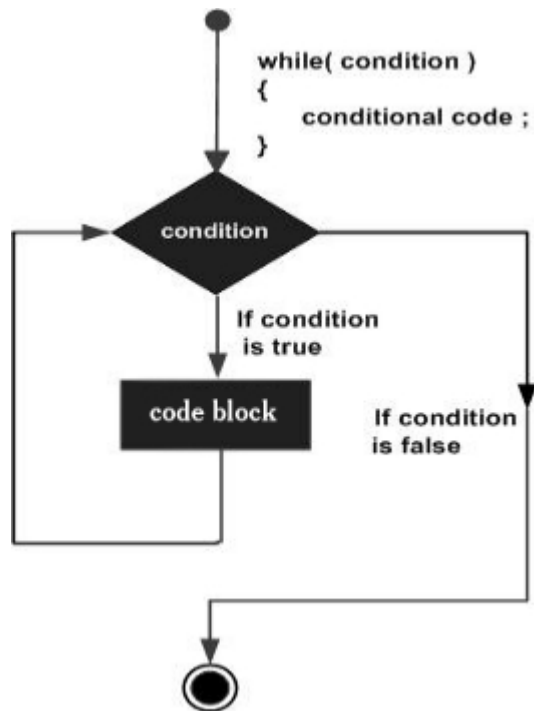 while( condition )
{
conditional code ;
}
condition
If condition
is true
code block
If condition
is false